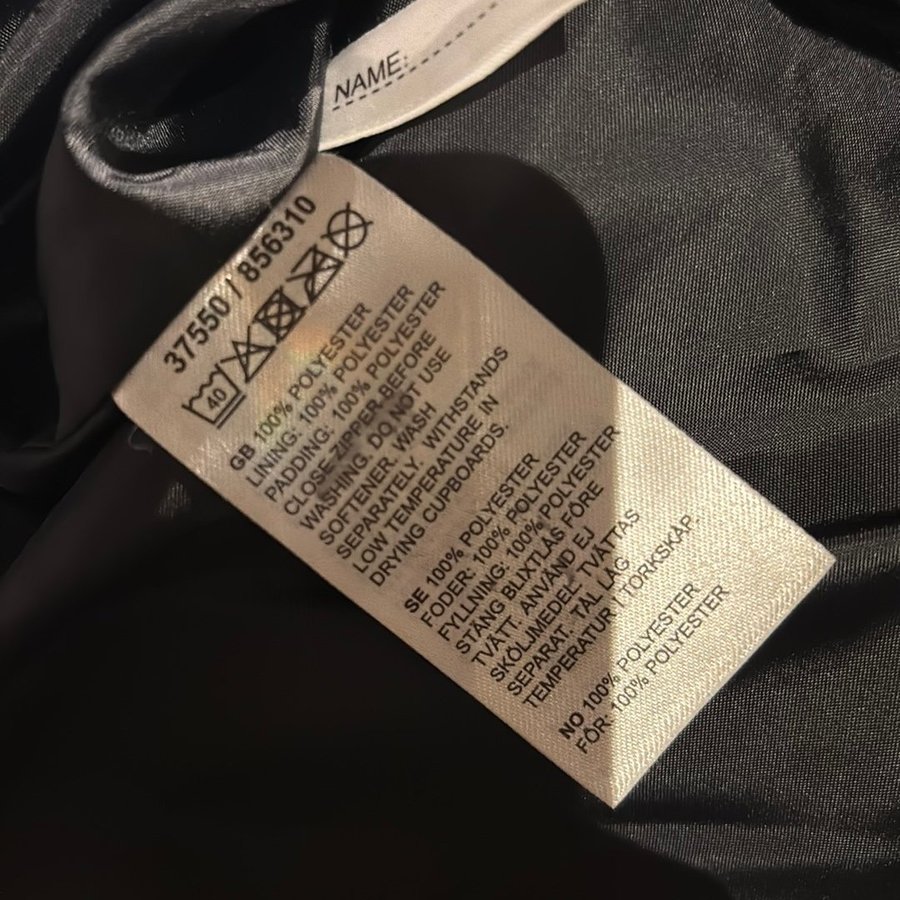 NAME:
37550 / 856310
40
GB 100% POLYESTER
LINING: 100% POLYESTER
PADDING: 100% POLYESTER
CLOSE ZIPPER BEFORE
WASHING. DO NOT USE
SOFTENER. WASH
SEPARATELY. WITHSTANDS
LOW TEMPERATURE IN
DRYING CUPBOARDS.
SE 100% POLYESTER
FODER: 100% POLYESTER
FYLLNING: 100% POLYESTER
STÄNG BLIXTLÅS FÖRE
TVÄTT. ANVÄND EJ
SKÖLJMEDEL. TVÄTTAS
SEPARAT. TÅL LÅG
TEMPERATUR I TORKSKÅP.
NO 100% POLYESTER
FÔR: 100% POLYESTER